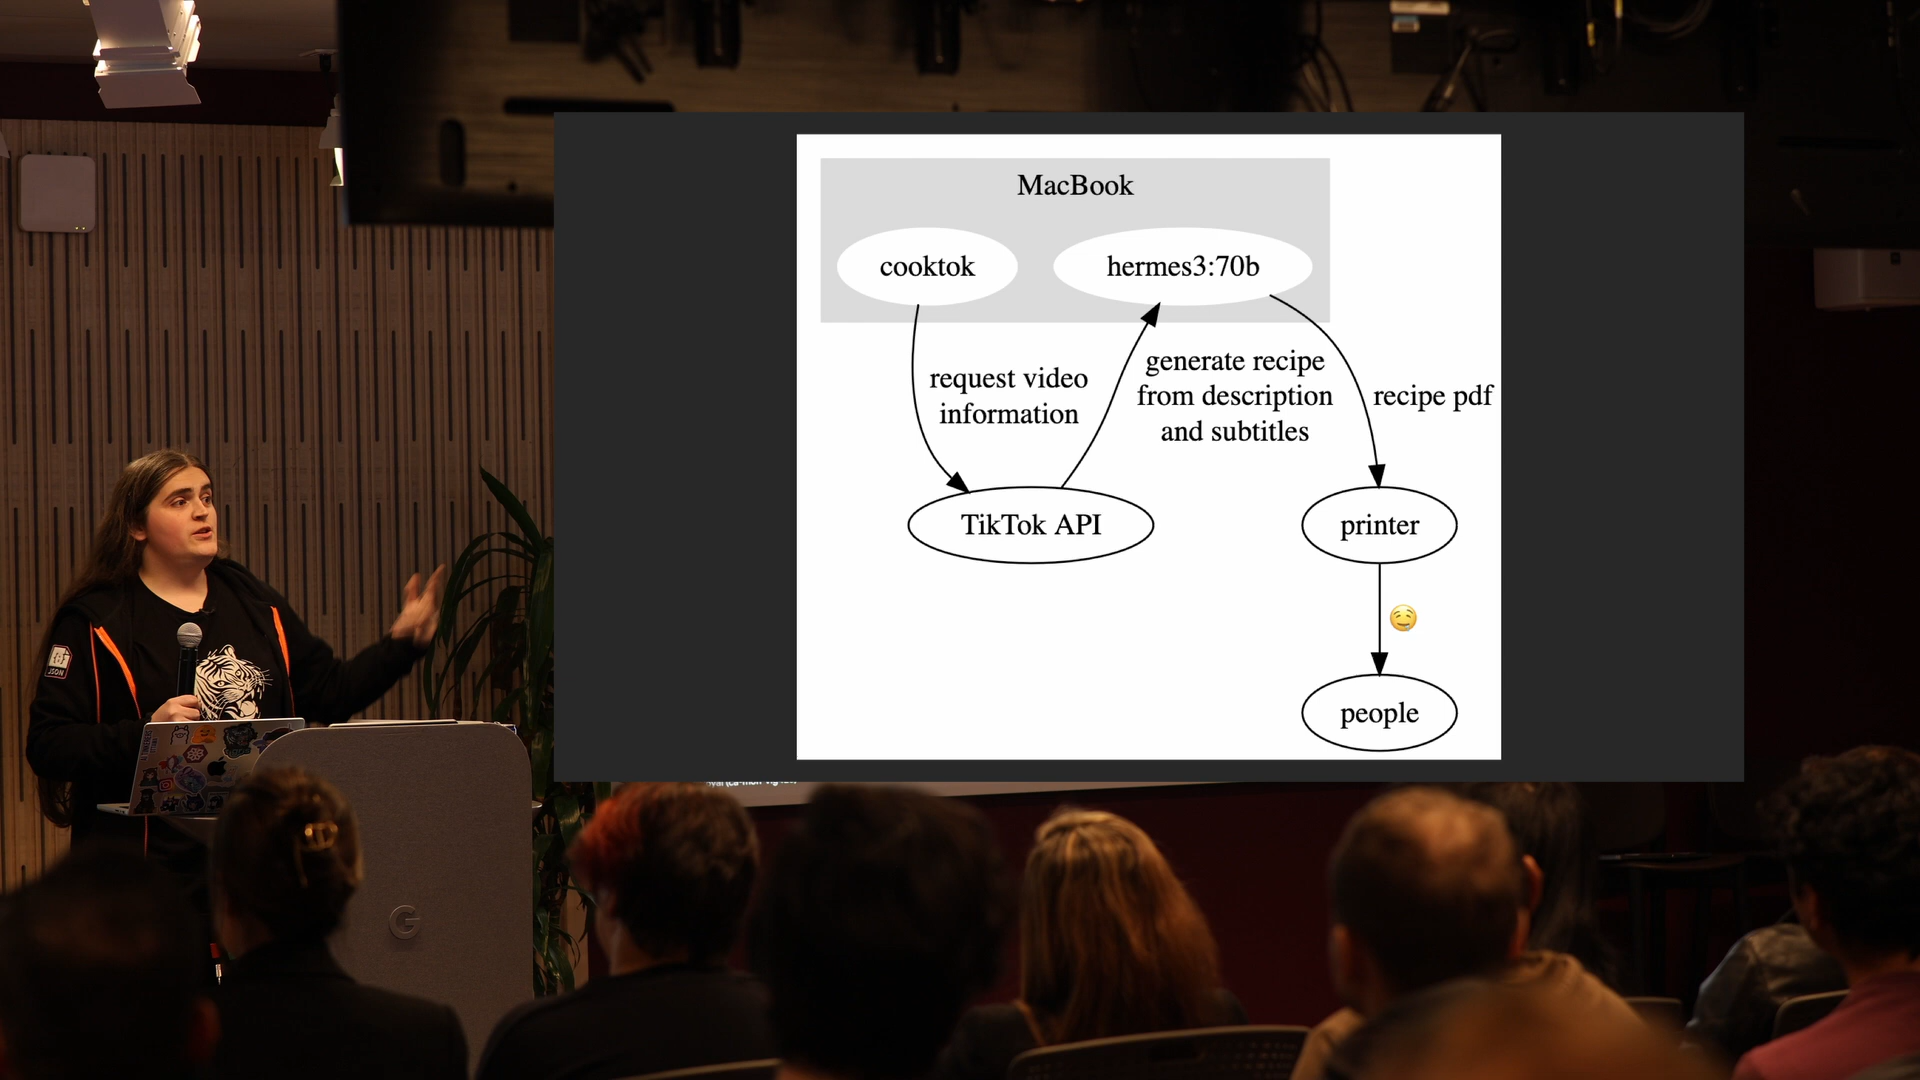 MacBook
cooktok
hermes3:70b
request video
information
generate recipe
from description
and subtitles
recipe pdf
TikTok API
printer
people
JSON
G